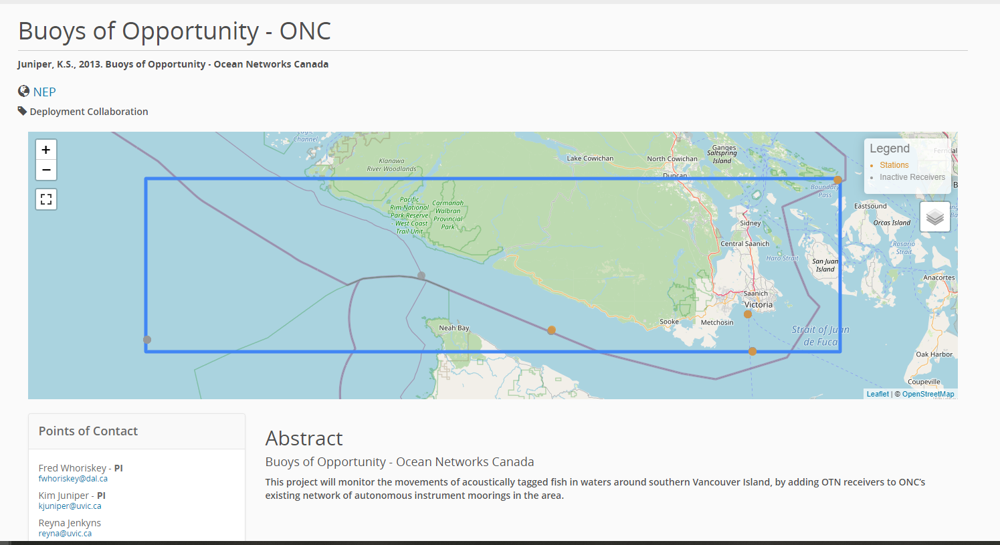 Buoys of Opportunity - ONC
Juniper, K.S., 2013. Buoys of Opportunity - Ocean Networks Canada
NEP
Deployment Collaboration
+
−
Channel
Klanawa
River Woodlands
Lake Cowichan
North Cowichan
Duncan
Ganges
Saltspring
Island
Legend
Stations
Inactive Receivers
Boundary
Pass
Pacific
Rim National
Park Reserve
- West Coast
Trail Unit
Carmanah
Walbran
Provincial
Park
Sidney
Central Saanich
Haro Strait
San Juan
Island
Eastsound
Orcas Island
Rosario
Strait
Anacortes
Saanich
Victoria
Neah Bay
Sooke
Metchosin
Strait of Juan
de Fuca
Oak Harbor
Coupeville
Leaflet | © OpenStreetMap
Points of Contact
Fred Whoriskey - PI
fwhoriskey@dal.ca
Kim Juniper - PI
kjuniper@uvic.ca
Reyna Jenkyns
reyna@uvic.ca
Abstract
Buoys of Opportunity - Ocean Networks Canada
This project will monitor the movements of acoustically tagged fish in waters around southern Vancouver Island, by adding OTN receivers to ONC’s
existing network of autonomous instrument moorings in the area.